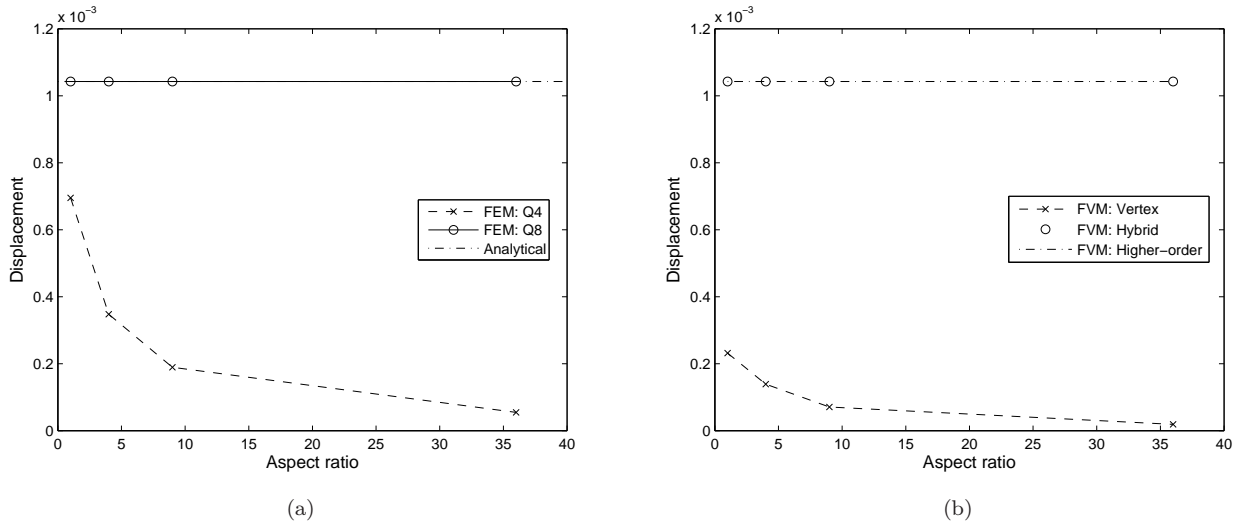 x 10⁻³
1.2
1
0.8
0.6
0.4
0.2
0
Displacement
0 5 10 15 20 25 30 35 40
Aspect ratio
FEM: Q4
FEM: Q8
Analytical
(a)
x 10⁻³
1.2
1
0.8
0.6
0.4
0.2
0
Displacement
0 5 10 15 20 25 30 35 40
Aspect ratio
FVM: Vertex
FVM: Hybrid
FVM: Higher−order
(b)